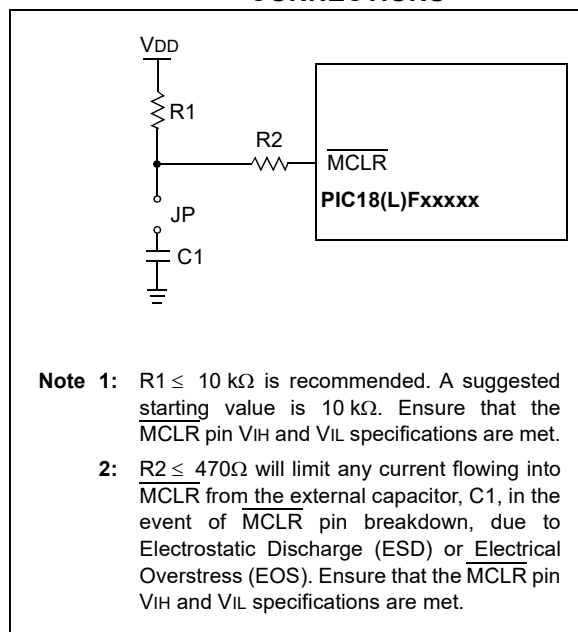 VDD
R1
R2
MCLR
JP
PIC18(L)Fxxxxx
C1
Note 1: R1 ≤ 10 kΩ is recommended. A suggested
starting value is 10 kΩ. Ensure that the
MCLR pin VIH and VIL specifications are met.
2: R2 ≤ 470Ω will limit any current flowing into
MCLR from the external capacitor, C1, in the
event of MCLR pin breakdown, due to
Electrostatic Discharge (ESD) or Electrical
Overstress (EOS). Ensure that the MCLR pin
VIH and VIL specifications are met.